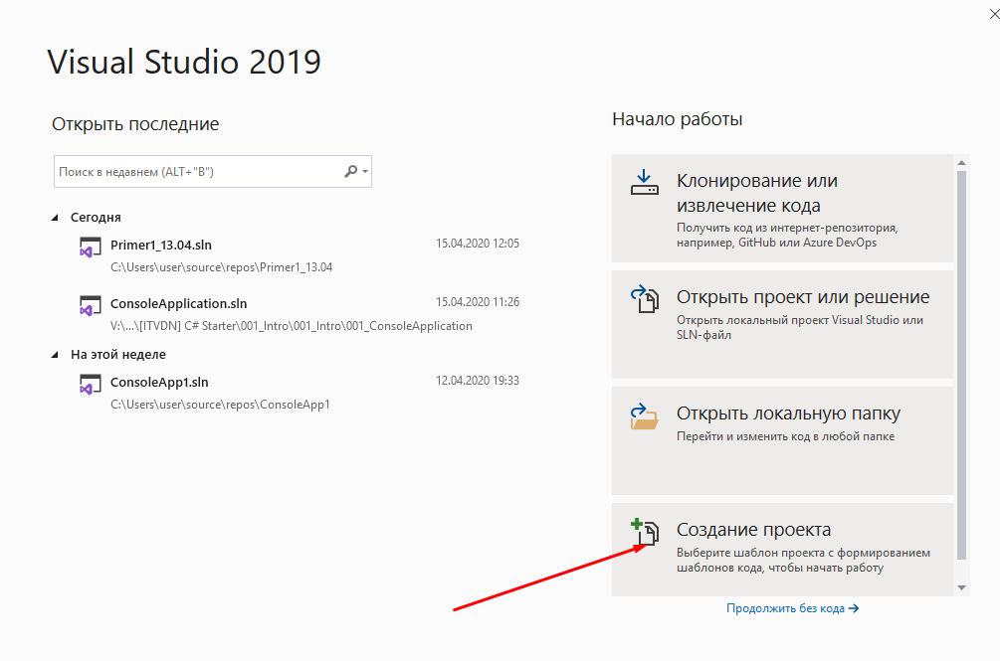 Visual Studio 2019
Открыть последние
Поиск в недавнем (ALT+"B")
Сегодня
Primer1_13.04.sln 15.04.2020 12:05
C:\Users\user\source\repos\Primer1_13.04
ConsoleApplication.sln 15.04.2020 11:26
V:\...\[ITVDN] C# Starter\001_Intro\001_Intro\001_ConsoleApplication
На этой неделе
ConsoleApp1.sln 12.04.2020 19:33
C:\Users\user\source\repos\ConsoleApp1
Начало работы
Клонирование или
извлечение кода
Получить код из интернет-репозитория,
например, GitHub или Azure DevOps
Открыть проект или решение
Открыть локальный проект Visual Studio или
SLN-файл
Открыть локальную папку
Перейти и изменить код в любой папке
Создание проекта
Выберите шаблон проекта с формированием
шаблонов кода, чтобы начать работу
Продолжить без кода